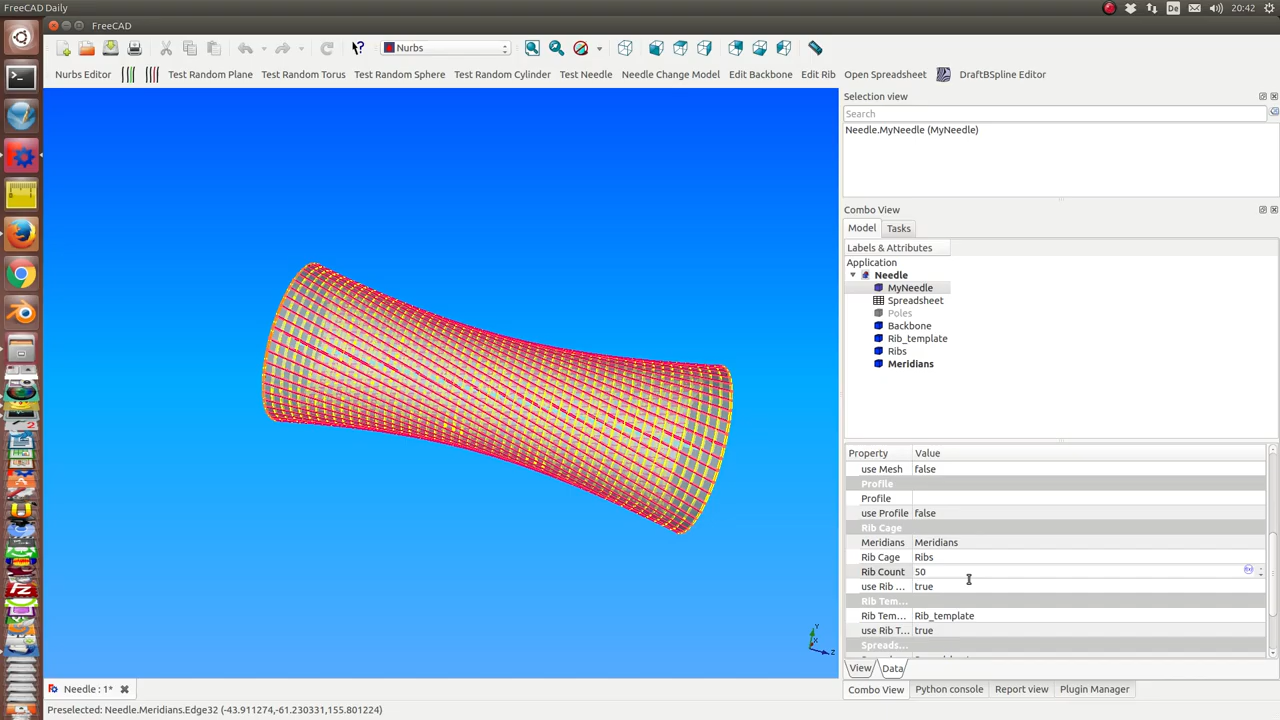 FreeCAD Daily
De
20:42
FreeCAD
Nurbs
Nurbs Editor
Test Random Plane
Test Random Torus
Test Random Sphere
Test Random Cylinder
Test Needle
Needle Change Model
Edit Backbone
Edit Rib
Open Spreadsheet
DraftBSpline Editor
Selection view
Search
Needle.MyNeedle (MyNeedle)
Combo View
Model
Tasks
Labels & Attributes
Application
Needle
MyNeedle
Spreadsheet
Poles
Backbone
Rib_template
Ribs
Meridians
Property Value
use Mesh false
Profile
Profile
use Profile false
Rib Cage
Meridians Meridians
Rib Cage Ribs
Rib Count 50
use Rib ... true
Rib Tem...
Rib Tem... Rib_template
use Rib T... true
Spreads...
View
Data
Y
X
Z
Needle : 1*
Combo View
Python console
Report view
Plugin Manager
Preselected: Needle.Meridians.Edge32 (-43.911274,-61.230331,155.801224)